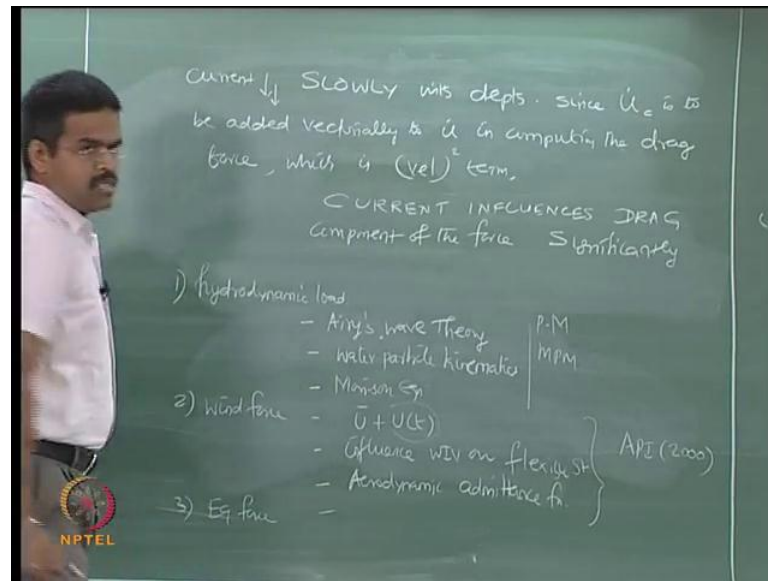 Current ↓↓ SLOWLY with depth. since U̇c is to
be added vectorially to u̇ in computing the drag
force, which is (vel)² term,
CURRENT INFLUENCES DRAG
component of the force Significantly
1) hydrodynamic load
- Airy's wave Theory
- water particle kinematics
- Morison Eqn
P-M
MPM
2) Wind force - Ū + U(t)
- influence WIV on flexible St
- Aerodynamic admittance fn.
API (2000)
3) EQ force -
NPTEL